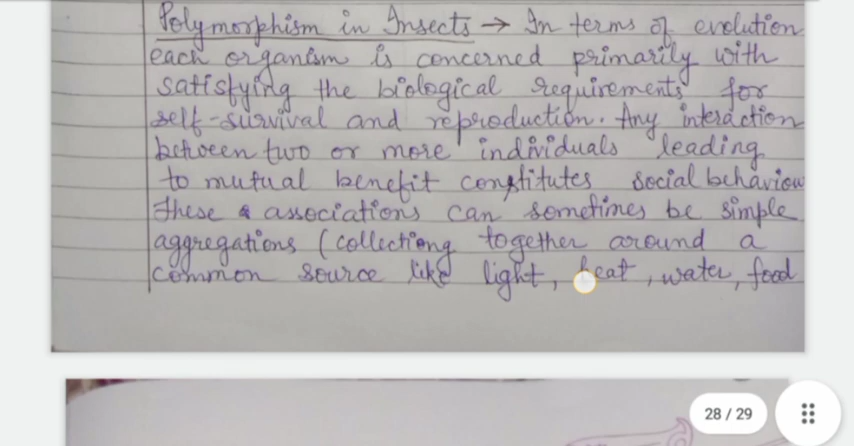 Polymorphism in Insects → In terms of evolution
each organism is concerned primarily with
satisfying the biological requirements for
self-survival and reproduction. Any interaction
between two or more individuals leading
to mutual benefit constitutes social behaviour
These associations can sometimes be simple
aggregations (collectiong together around a
common source like light, heat, water, food
28 / 29